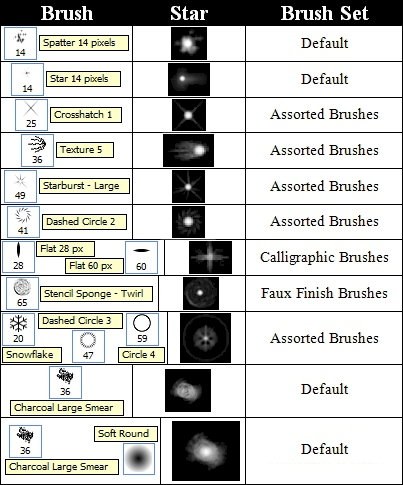 Brush Star Brush Set
Spatter 14 pixels Default
14
Star 14 pixels Default
14
Crosshatch 1 Assorted Brushes
25
Texture 5 Assorted Brushes
36
Starburst - Large Assorted Brushes
49
Dashed Circle 2 Assorted Brushes
41
Flat 28 px Calligraphic Brushes
28 Flat 60 px 60
Stencil Sponge - Twirl Faux Finish Brushes
65
Dashed Circle 3 59
20 Assorted Brushes
Snowflake 47 Circle 4
36 Default
Charcoal Large Smear
Soft Round
36 Default
Charcoal Large Smear